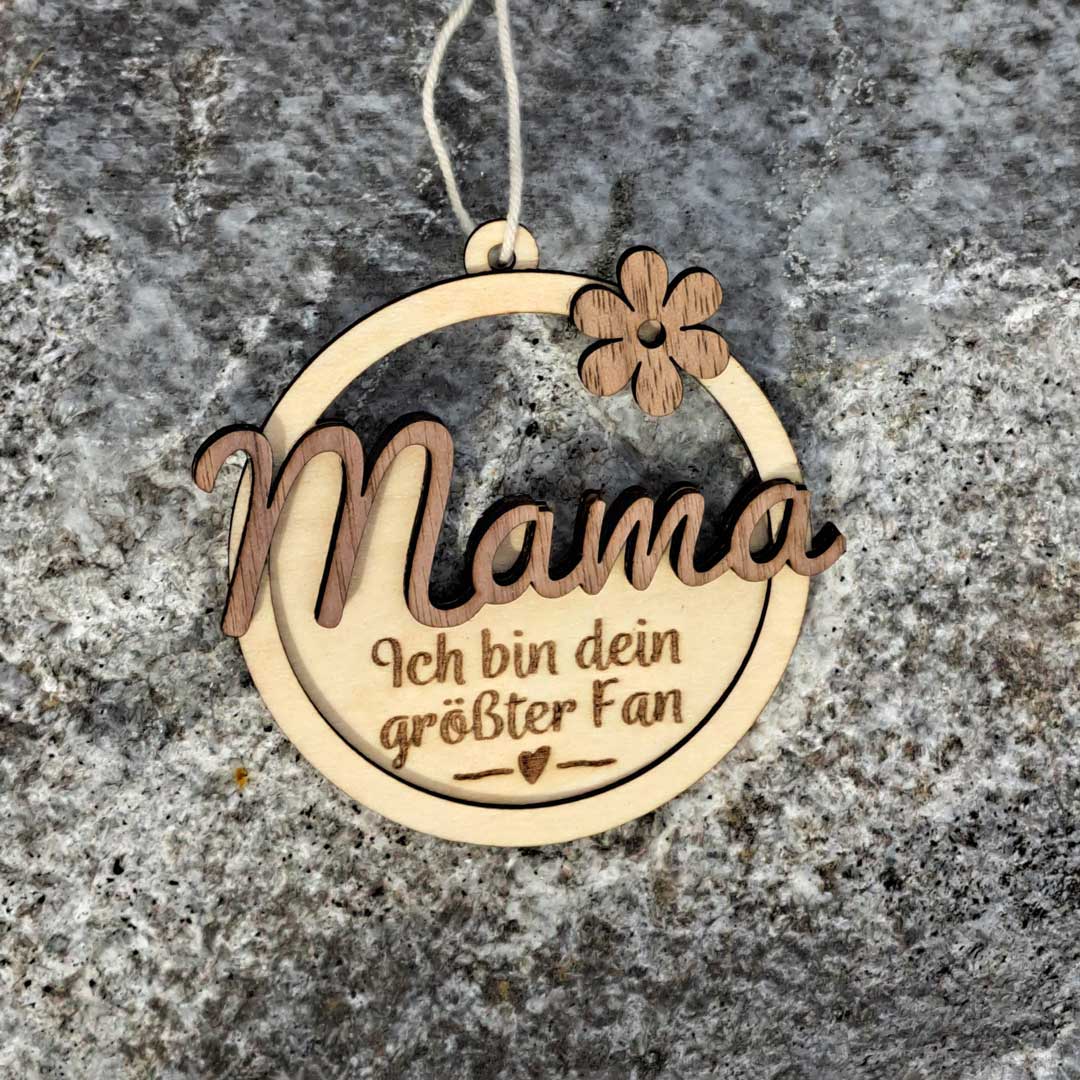 Mama
Ich bin dein
größter Fan